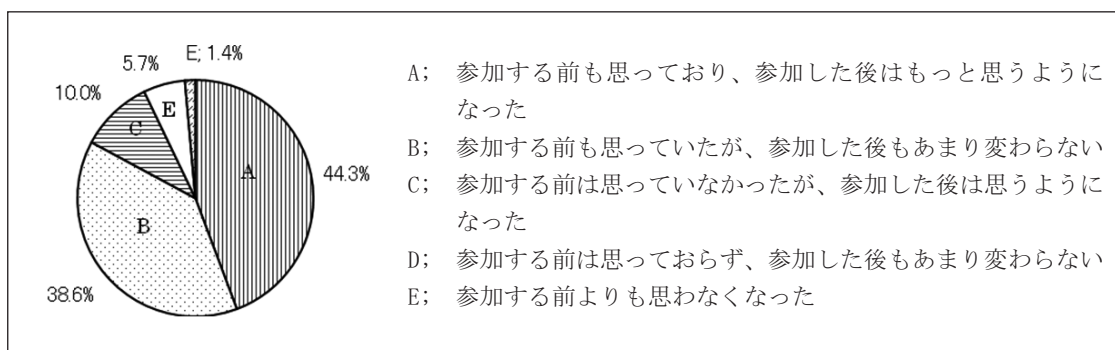 E; 1.4%
5.7%
10.0%
E
C
A
44.3%
B
38.6%
A; 参加する前も思っており、参加した後はもっと思うように
なった
B; 参加する前も思っていたが、参加した後もあまり変わらない
C; 参加する前は思っていなかったが、参加した後は思うように
なった
D; 参加する前は思っておらず、参加した後もあまり変わらない
E; 参加する前よりも思わなくなった